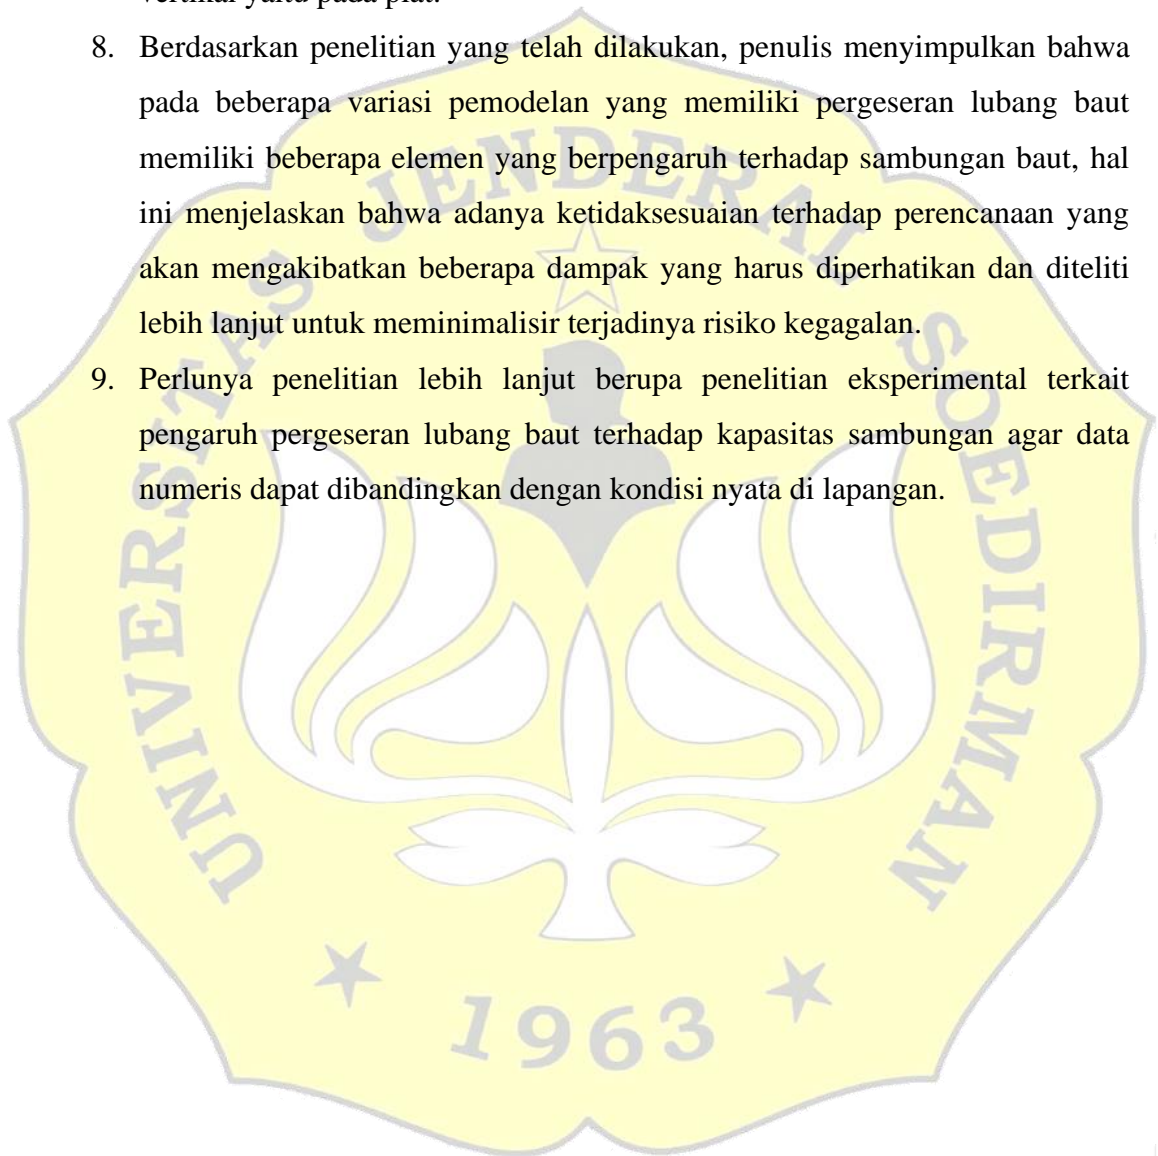 vertikal yaitu pada plat.
8. Berdasarkan penelitian yang telah dilakukan, penulis menyimpulkan bahwa
pada beberapa variasi pemodelan yang memiliki pergeseran lubang baut
memiliki beberapa elemen yang berpengaruh terhadap sambungan baut, hal
ini menjelaskan bahwa adanya ketidaksesuaian terhadap perencanaan yang
akan mengakibatkan beberapa dampak yang harus diperhatikan dan diteliti
lebih lanjut untuk meminimalisir terjadinya risiko kegagalan.
9. Perlunya penelitian lebih lanjut berupa penelitian eksperimental terkait
pengaruh pergeseran lubang baut terhadap kapasitas sambungan agar data
numeris dapat dibandingkan dengan kondisi nyata di lapangan.
UNIVERSITAS JENDERAL SOEDIRMAN
1963